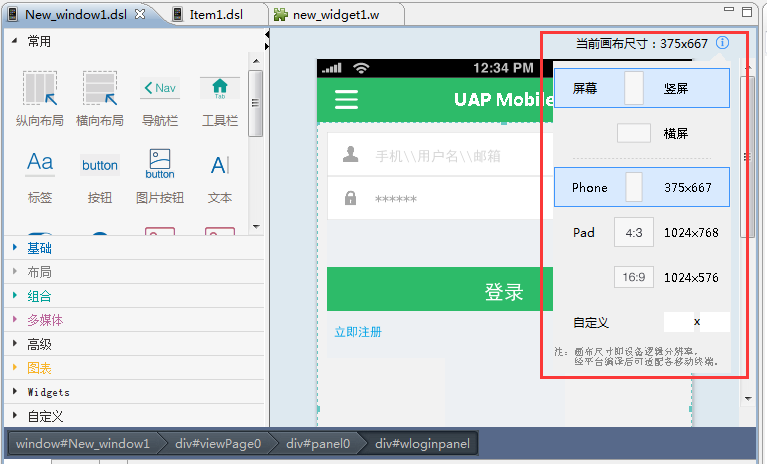 New_window1.dsl
Item1.dsl
new_widget1.w
常用
当前画布尺寸：375x667
纵向布局
横向布局
Nav
导航栏
Tab
工具栏
Aa
标签
button
按钮
button
图片按钮
A
文本
基础
布局
组合
多媒体
高级
图表
Widgets
自定义
12:34 PM
UAP Mobile
手机\\用户名\\邮箱
******
登录
立即注册
屏幕
竖屏
横屏
Phone
375x667
Pad
4:3
1024x768
16:9
1024x576
自定义
x
注：画布尺寸即设备逻辑分辨率，
经平台编译后可适配各移动终端。
window#New_window1
div#viewPage0
div#panel0
div#wloginpanel